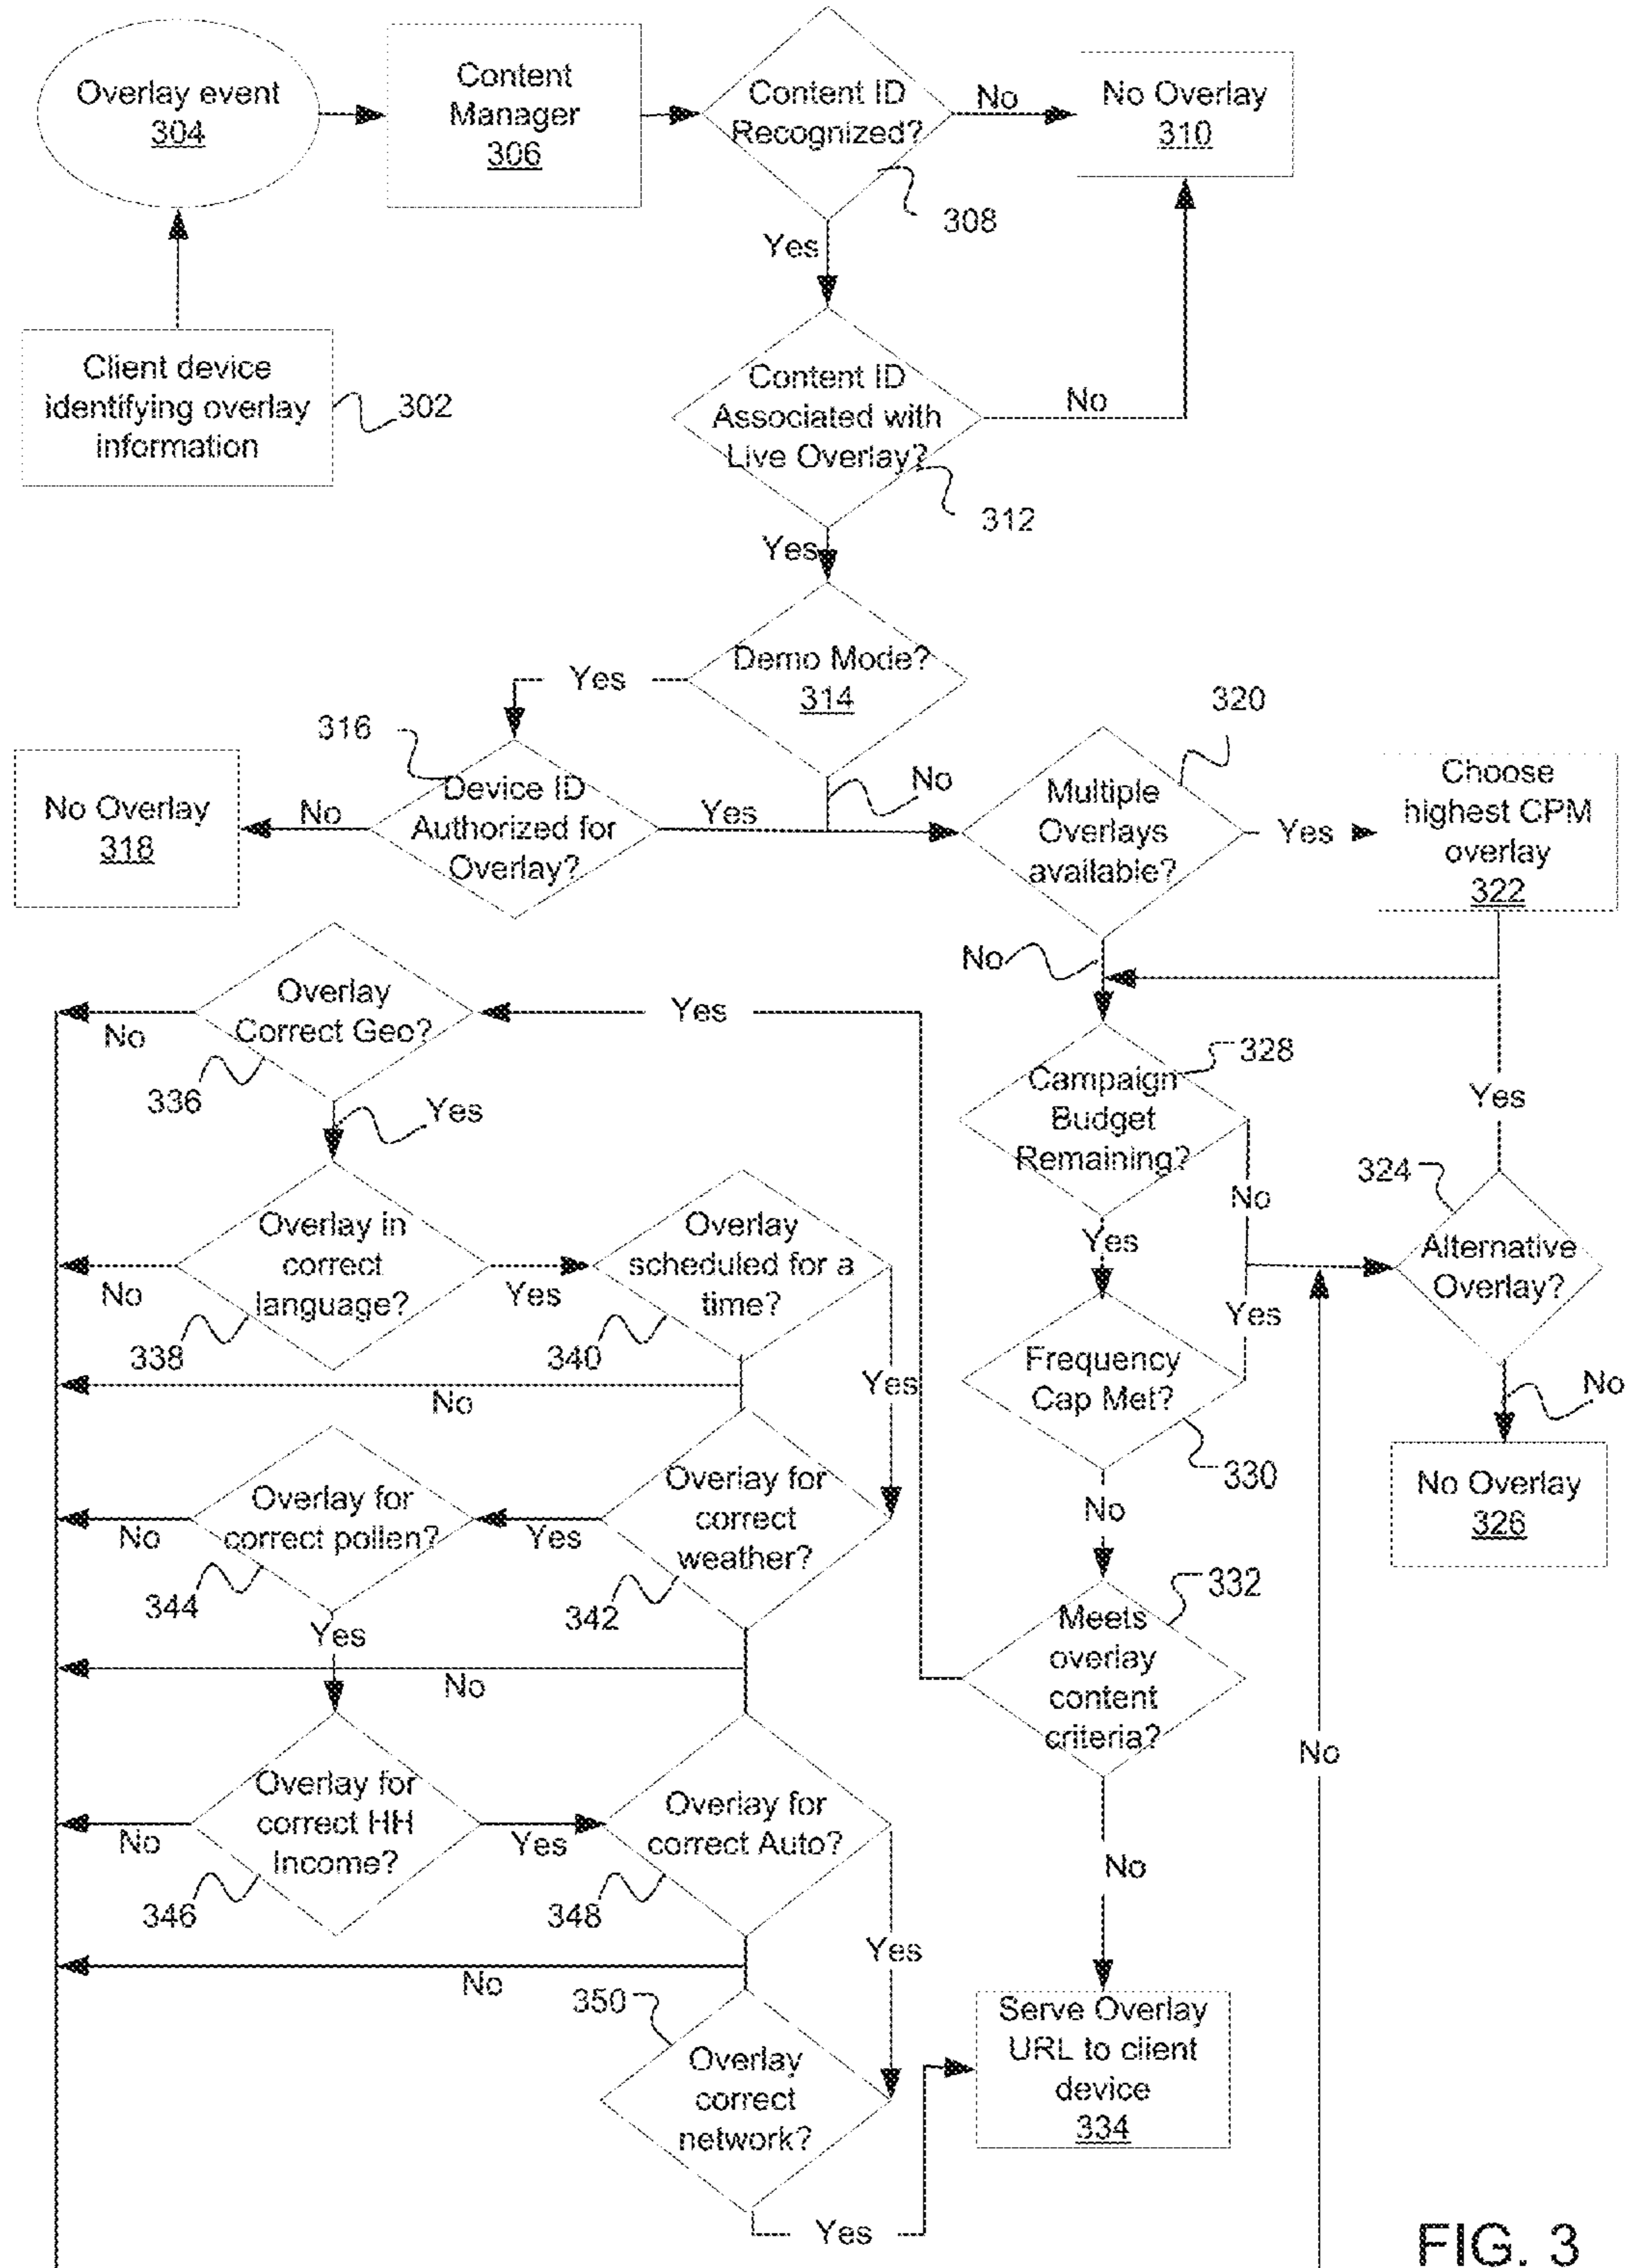 Overlay event
304
Content
Manager
306
Content ID
Recognized?
308
No
No Overlay
310
Yes
Client device
identifying overlay
information
302
Content ID
Associated with
Live Overlay?
312
No
Yes
Demo Mode?
314
Yes
No
316
Device ID
Authorized for
Overlay?
No
No Overlay
318
Yes
320
Multiple
Overlays
available?
Yes
Choose
highest CPM
overlay
322
No
Overlay
Correct Geo?
336
No
Yes
Yes
328
Campaign
Budget
Remaining?
No
Yes
Yes
324
Alternative
Overlay?
No
No Overlay
326
Overlay in
correct
language?
338
No
Yes
Overlay
scheduled for a
time?
340
No
Yes
Frequency
Cap Met?
330
Yes
No
Overlay for
correct pollen?
344
No
Yes
Overlay for
correct
weather?
342
Yes
No
332
Meets
overlay
content
criteria?
No
No
Overlay for
correct HH
Income?
346
No
Yes
Overlay for
correct Auto?
348
Yes
No
350
Overlay
correct
network?
Yes
Serve Overlay
URL to client
device
334
FIG. 3